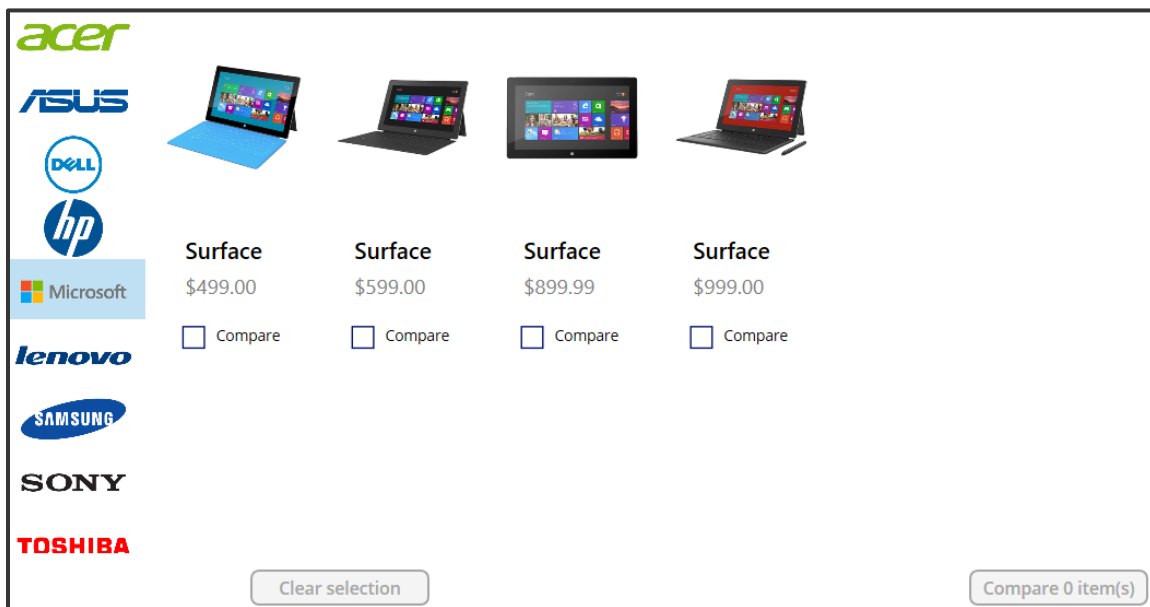 acer
ASUS
DELL
hp
Microsoft
lenovo
SAMSUNG
SONY
TOSHIBA
Surface Surface Surface Surface
$499.00 $599.00 $899.99 $999.00
Compare Compare Compare Compare
Clear selection Compare 0 item(s)